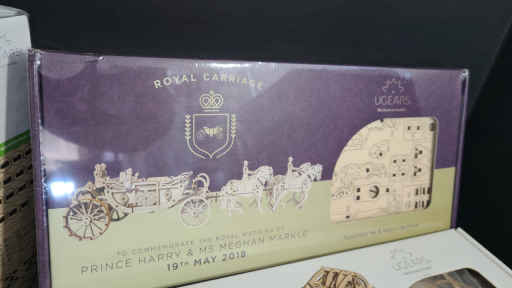 ROYAL CARRIAGE
UGEARS
TO COMMEMORATE THE ROYAL WEDDING OF
PRINCE HARRY & MS MEGHAN MARKLE
19TH MAY 2018
UGEARS